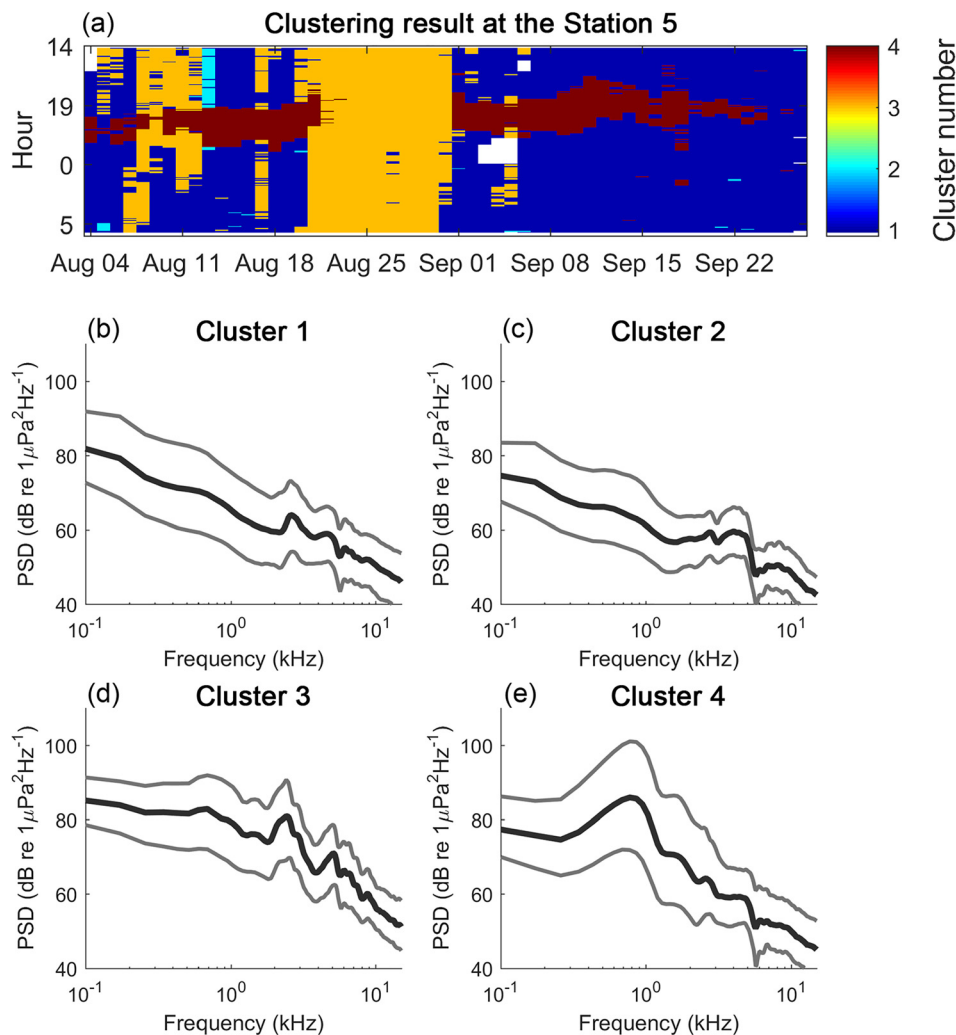 (a) Clustering result at the Station 5
14
19
0
5
Hour
Aug 04 Aug 11 Aug 18 Aug 25 Sep 01 Sep 08 Sep 15 Sep 22
4
3
2
1
Cluster number
(b) Cluster 1
100
80
60
40
PSD (dB re 1μPa²Hz⁻¹)
10⁻¹ 10⁰ 10¹
Frequency (kHz)
(c) Cluster 2
100
80
60
40
PSD (dB re 1μPa²Hz⁻¹)
10⁻¹ 10⁰ 10¹
Frequency (kHz)
(d) Cluster 3
100
80
60
40
PSD (dB re 1μPa²Hz⁻¹)
10⁻¹ 10⁰ 10¹
Frequency (kHz)
(e) Cluster 4
100
80
60
40
PSD (dB re 1μPa²Hz⁻¹)
10⁻¹ 10⁰ 10¹
Frequency (kHz)